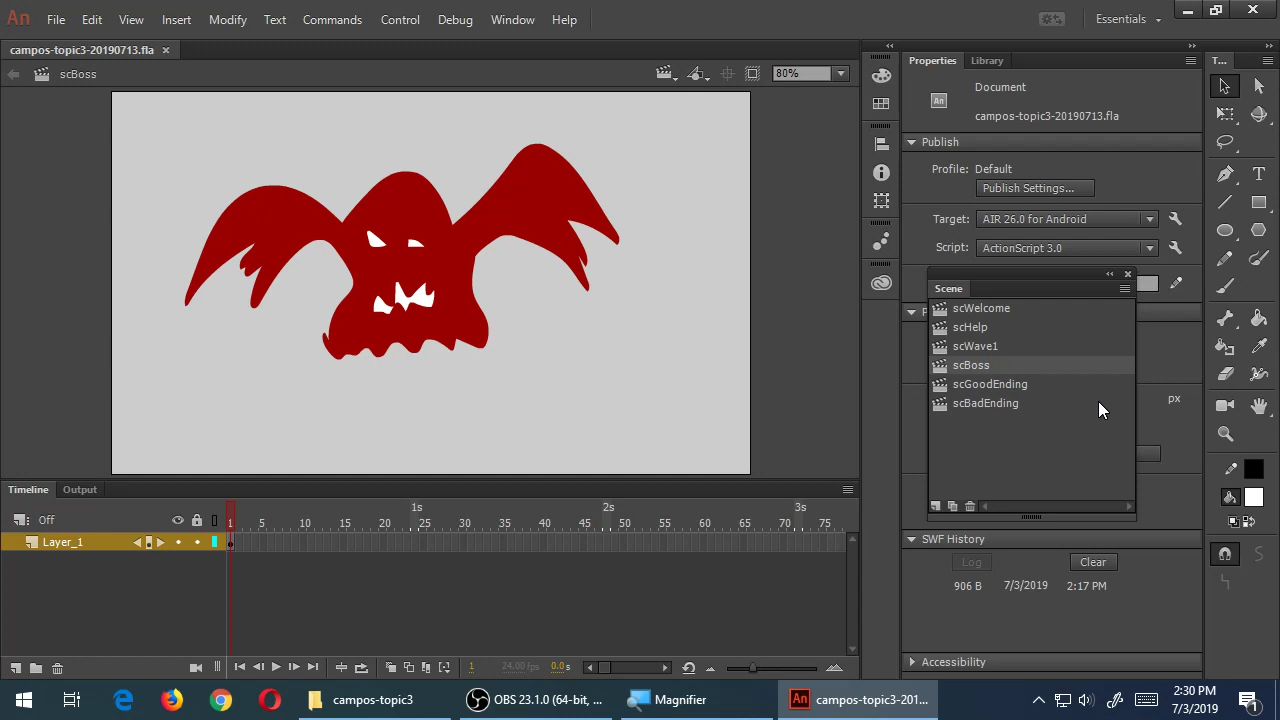 An File Edit View Insert Modify Text Commands Control Debug Window Help Essentials
campos-topic3-20190713.fla ×
scBoss 80%
Properties Library T...
Document
An campos-topic3-20190713.fla
Publish
Profile: Default
Publish Settings...
Target: AIR 26.0 for Android
Script: ActionScript 3.0
Scene
scWelcome
scHelp
scWave1
scBoss
scGoodEnding
scBadEnding
px
Timeline Output
1s 2s 3s
Off 1 5 10 15 20 25 30 35 40 45 50 55 60 65 70 75
Layer_1
SWF History
Log Clear
906 B 7/3/2019 2:17 PM
1 24.00 fps 0.0 s
Accessibility
campos-topic3 OBS 23.1.0 (64-bit, ... Magnifier An campos-topic3-201...
2:30 PM
7/3/2019
1